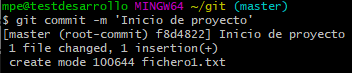 mpe@testdesarrollo MINGW64 ~/git (master)
$ git commit -m 'Inicio de proyecto'
[master (root-commit) f8d4822] Inicio de proyecto
 1 file changed, 1 insertion(+)
 create mode 100644 fichero1.txt